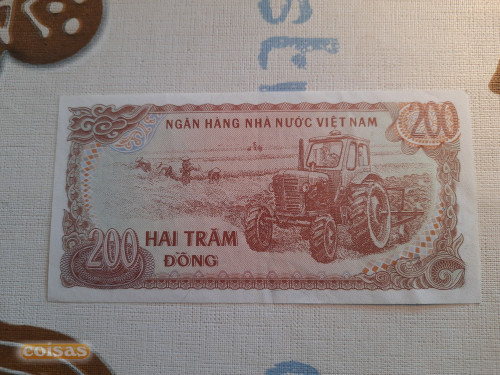 NGÂN HÀNG NHÀ NƯỚC VIỆT NAM
200
200
HAI TRĂM
ĐỒNG
coisas